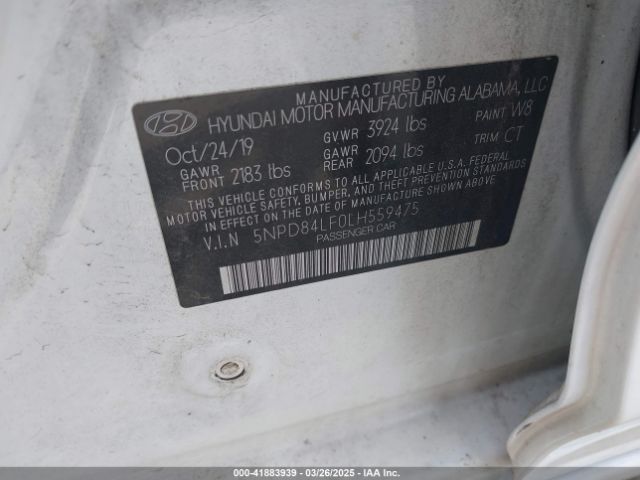 MANUFACTURED BY
HYUNDAI MOTOR MANUFACTURING ALABAMA, LLC
Oct/24/19 GVWR 3924 lbs PAINT W8
GAWR FRONT 2183 lbs GAWR REAR 2094 lbs TRIM CT
THIS VEHICLE CONFORMS TO ALL APPLICABLE U.S.A. FEDERAL
MOTOR VEHICLE SAFETY, BUMPER, AND THEFT PREVENTION
STANDARDS IN EFFECT ON THE DATE OF MANUFACTURE SHOWN ABOVE.
V.I.N 5NPD84LF0LH559475
PASSENGER CAR
000-41883939 - 03/26/2025 - IAA Inc.